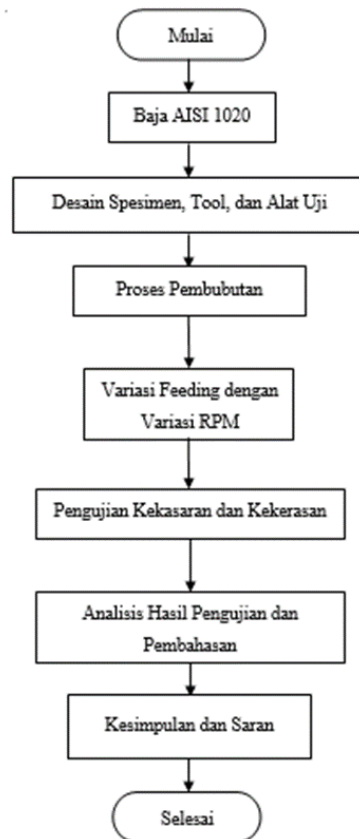 Mulai
Baja AISI 1020
Desain Spesimen, Tool, dan Alat Uji
Proses Pembubutan
Variasi Feeding dengan
Variasi RPM
Pengujian Kekasaran dan Kekerasan
Analisis Hasil Pengujian dan
Pembahasan
Kesimpulan dan Saran
Selesai